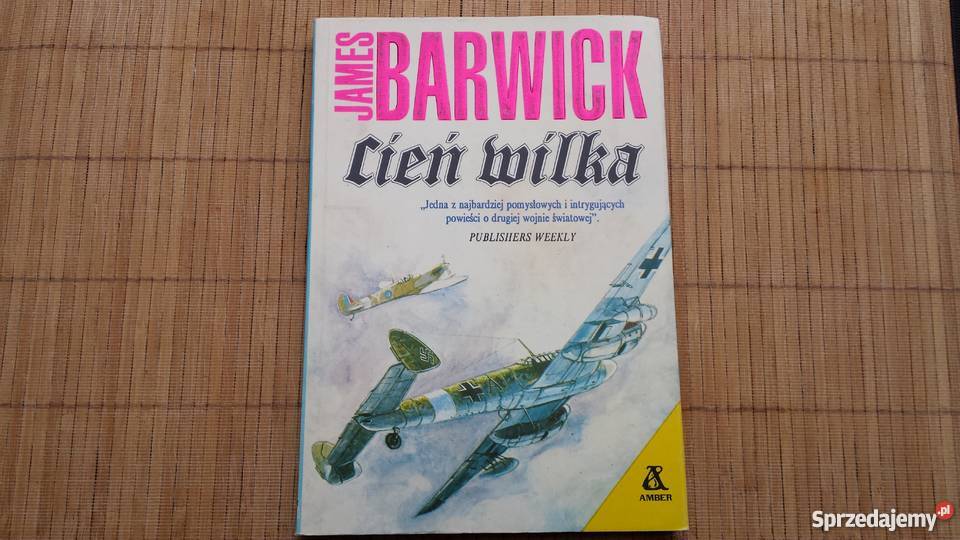 JAMES
BARWICK
Cień wilka
„Jedna z najbardziej pomysłowych i intrygujących
powieści o drugiej wojnie światowej”.
PUBLISHERS WEEKLY
AMBER
Sprzedajemy.pl